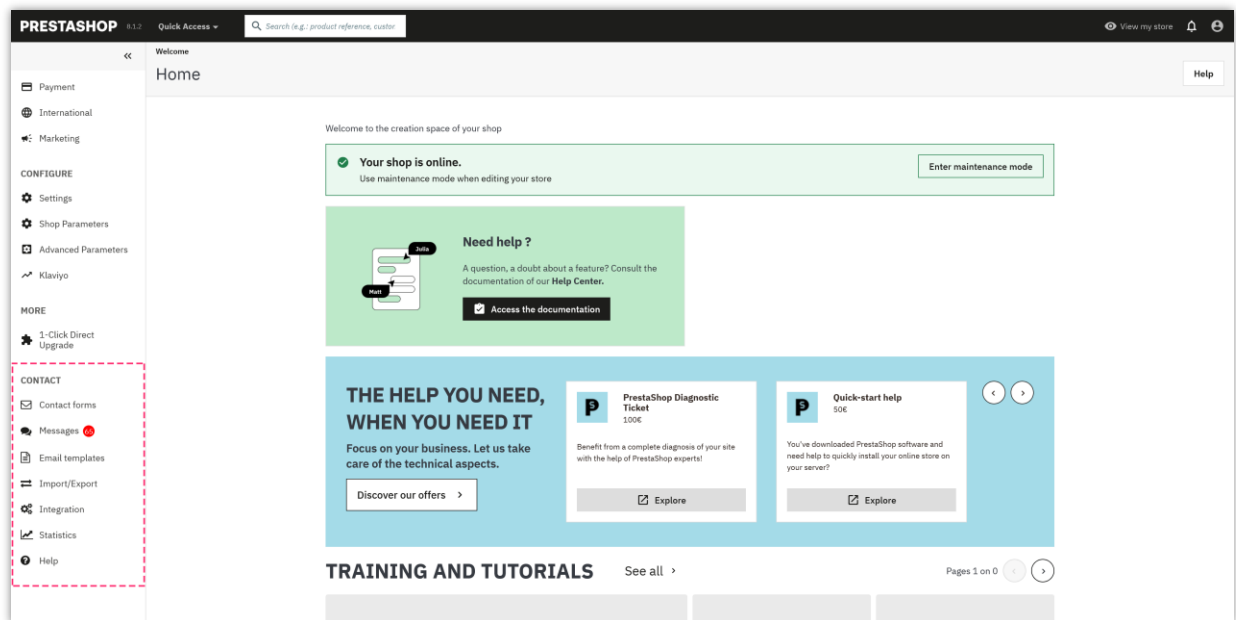 PRESTASHOP 8.1.2 Quick Access Search (e.g.: product reference, custor View my store
Welcome
Home
Help
Payment
International
Marketing
CONFIGURE
Settings
Shop Parameters
Advanced Parameters
Klaviyo
MORE
1-Click Direct
Upgrade
CONTACT
Contact forms
Messages 65
Email templates
Import/Export
Integration
Statistics
Help
Welcome to the creation space of your shop
Your shop is online.
Use maintenance mode when editing your store
Enter maintenance mode
Julia
Matt
Need help ?
A question, a doubt about a feature? Consult the
documentation of our Help Center.
Access the documentation
THE HELP YOU NEED,
WHEN YOU NEED IT
Focus on your business. Let us take
care of the technical aspects.
Discover our offers
PrestaShop Diagnostic
Ticket
100€
Benefit from a complete diagnosis of your site
with the help of PrestaShop experts!
Explore
Quick-start help
50€
You've downloaded PrestaShop software and
need help to quickly install your online store on
your server?
Explore
TRAINING AND TUTORIALS See all Pages 1 on 0